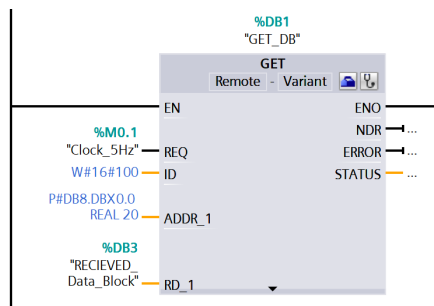 %DB1
"GET_DB"
GET
Remote - Variant
EN ENO
NDR ...
%M0.1
"Clock_5Hz" REQ ERROR ...
W#16#100 ID STATUS ...
P#DB8.DBX0.0
REAL 20 ADDR_1
%DB3
"RECIEVED_
Data_Block" RD_1